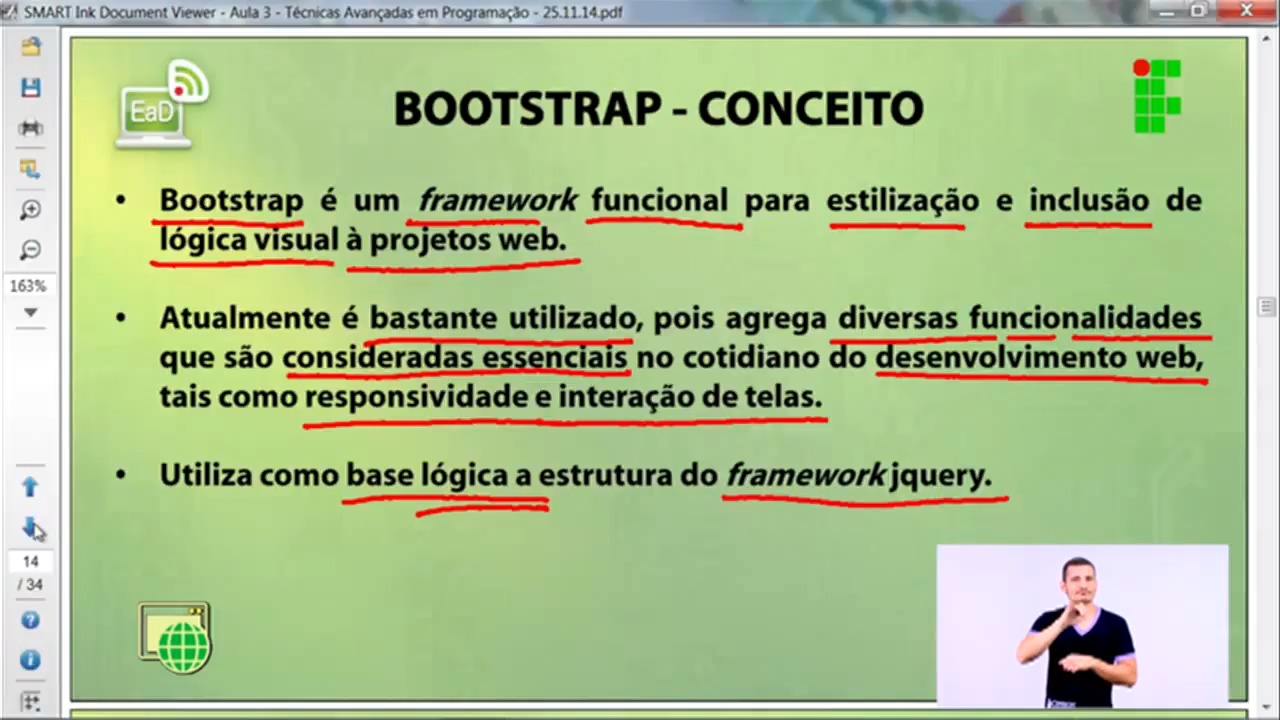 SMART Ink Document Viewer - Aula 3 - Técnicas Avançadas em Programação - 25.11.14.pdf
EaD
BOOTSTRAP - CONCEITO
• Bootstrap é um framework funcional para estilização e inclusão de
lógica visual à projetos web.
• Atualmente é bastante utilizado, pois agrega diversas funcionalidades
que são consideradas essenciais no cotidiano do desenvolvimento web,
tais como responsividade e interação de telas.
• Utiliza como base lógica a estrutura do framework jquery.
163%
14
/ 34